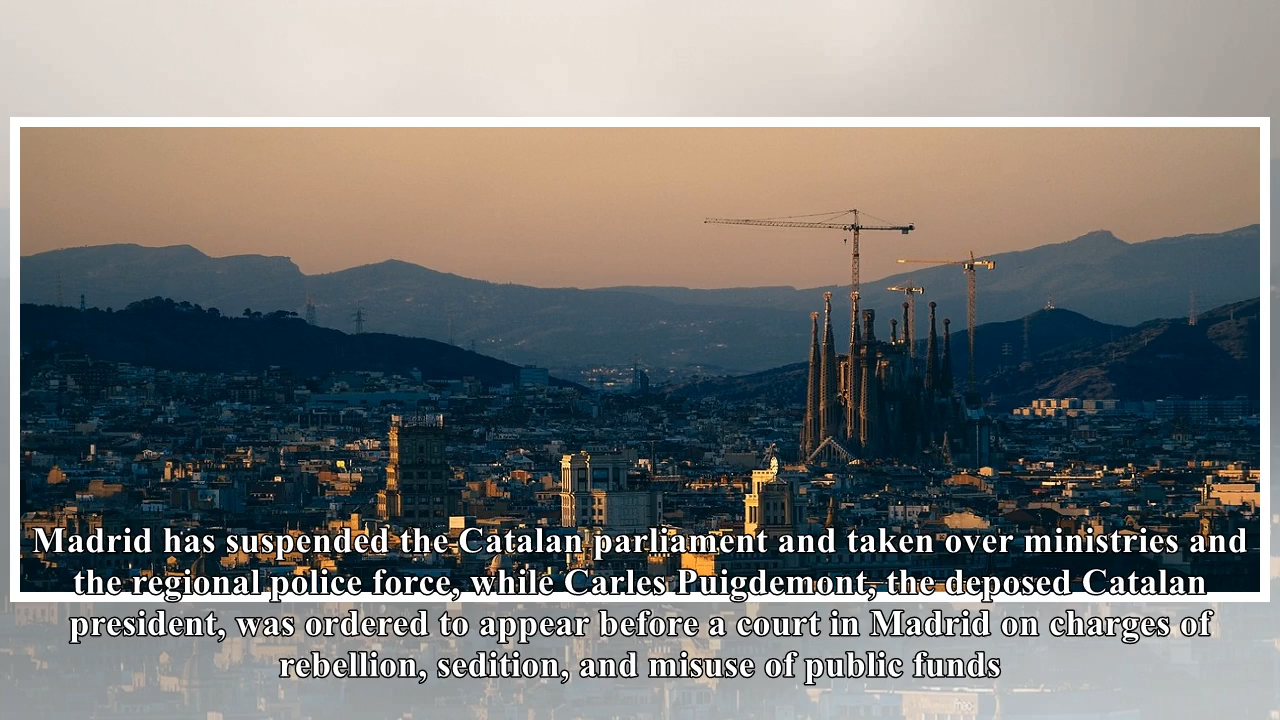 Madrid has suspended the Catalan parliament and taken over ministries and
the regional police force, while Carles Puigdemont, the deposed Catalan
president, was ordered to appear before a court in Madrid on charges of
rebellion, sedition, and misuse of public funds